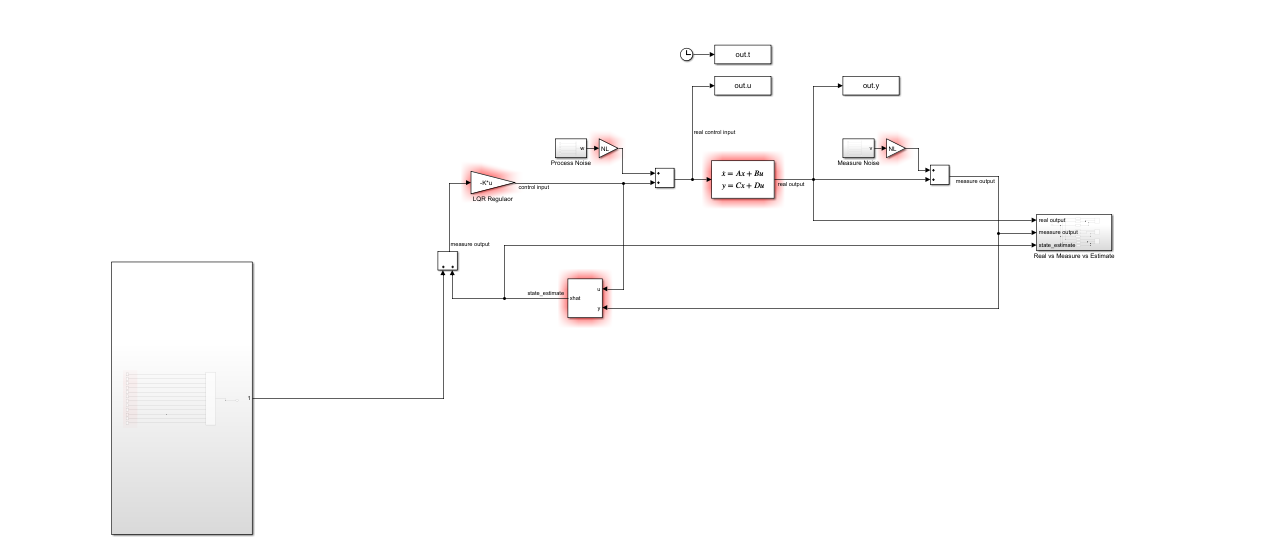 out.t
out.u
out.y
real control input
w
NL
Process Noise
v
NL
Measure Noise
+
+
+
+
-K*u
control input
LQR Regulaor
ẋ = Ax + Bu
y = Cx + Du
real output
measure output
real output
measure output
state_estimate
Real vs Measure vs Estimate
measure output
+ +
state_estimate
xhat
u
y
1